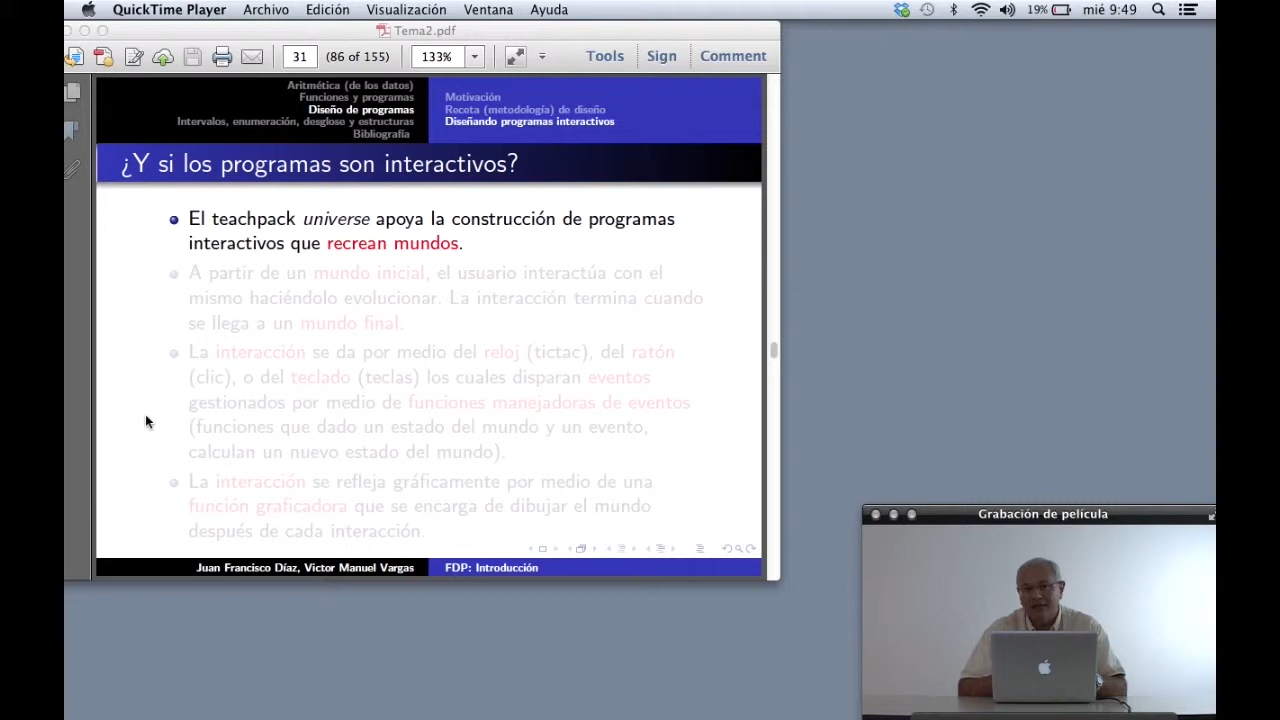 QuickTime Player Archivo Edición Visualización Ventana Ayuda 19% mié 9:49
Tema2.pdf
31 (86 of 155) 133% Tools Sign Comment
Aritmética (de los datos)
Funciones y programas
Diseño de programas
Intervalos, enumeración, desglose y estructuras
Bibliografía
Motivación
Receta (metodología) de diseño
Diseñando programas interactivos
¿Y si los programas son interactivos?
El teachpack universe apoya la construcción de programas
interactivos que recrean mundos.
A partir de un mundo inicial, el usuario interactúa con el
mismo haciéndolo evolucionar. La interacción termina cuando
se llega a un mundo final.
La interacción se da por medio del reloj (tictac), del ratón
(clic), o del teclado (teclas) los cuales disparan eventos
gestionados por medio de funciones manejadoras de eventos
(funciones que dado un estado del mundo y un evento,
calculan un nuevo estado del mundo).
La interacción se refleja gráficamente por medio de una
función graficadora que se encarga de dibujar el mundo
después de cada interacción.
Juan Francisco Díaz, Victor Manuel Vargas FDP: Introducción
Grabación de película